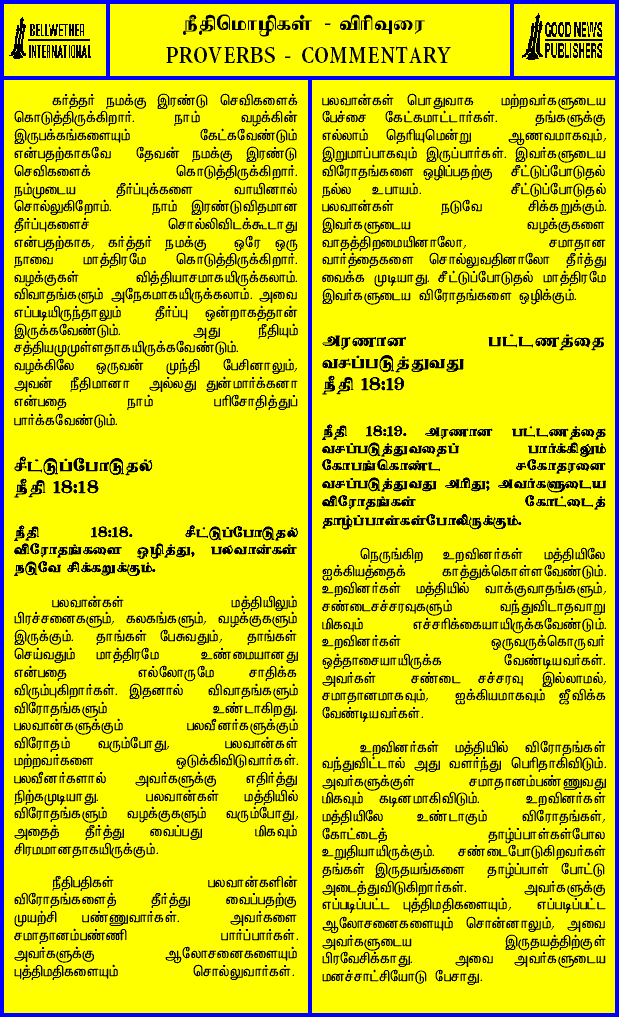 BELLWETHER
INTERNATIONAL
நீதிமொழிகள் - விரிவுரை
PROVERBS - COMMENTARY
GOOD NEWS
PUBLISHERS
கர்த்தர் நமக்கு இரண்டு செவிகளைக்
கொடுத்திருக்கிறார். நாம் வழக்கின்
இருபக்கங்களையும் கேட்கவேண்டும்
என்பதற்காகவே தேவன் நமக்கு இரண்டு
செவிகளைக் கொடுத்திருக்கிறார்.
நம்முடைய தீர்ப்புக்களை வாயினால்
சொல்லுகிறோம். நாம் இரண்டுவிதமான
தீர்ப்புகளைச் சொல்லிவிடக்கூடாது
என்பதற்காக, கர்த்தர் நமக்கு ஒரே ஒரு
நாவை மாத்திரமே கொடுத்திருக்கிறார்.
வழக்குகள் வித்தியாசமாகயிருக்கலாம்.
விவாதங்களும் அநேகமாகயிருக்கலாம். அவை
எப்படியிருந்தாலும் தீர்ப்பு ஒன்றாகத்தான்
இருக்கவேண்டும். அது நீதியும்
சத்தியமுமுள்ளதாகயிருக்கவேண்டும்.
வழக்கிலே ஒருவன் முந்தி பேசினாலும்,
அவன் நீதிமானா அல்லது துன்மார்க்கனா
என்பதை நாம் பரிசோதித்துப்
பார்க்கவேண்டும்.
சீட்டுப்போடுதல்
நீதி 18:18
நீதி 18:18. சீட்டுப்போடுதல்
விரோதங்களை ஒழித்து, பலவான்கள்
நடுவே சிக்கறுக்கும்.
பலவான்கள் மத்தியிலும்
பிரச்சனைகளும், கலகங்களும், வழக்குகளும்
இருக்கும். தாங்கள் பேசுவதும், தாங்கள்
செய்வதும் மாத்திரமே உண்மையானது
என்பதை எல்லோருமே சாதிக்க
விரும்புகிறார்கள். இதனால் விவாதங்களும்
விரோதங்களும் உண்டாகிறது.
பலவான்களுக்கும் பலவீனர்களுக்கும்
விரோதம் வரும்போது, பலவான்கள்
மற்றவர்களை ஒடுக்கிவிடுவார்கள்.
பலவீனர்களால் அவர்களுக்கு எதிர்த்து
நிற்கமுடியாது. பலவான்கள் மத்தியில்
விரோதங்களும் வழக்குகளும் வரும்போது,
அதைத் தீர்த்து வைப்பது மிகவும்
சிரமமானதாகயிருக்கும்.
நீதிபதிகள் பலவான்களின்
விரோதங்களைத் தீர்த்து வைப்பதற்கு
முயற்சி பண்ணுவார்கள். அவர்களை
சமாதானம்பண்ணி பார்ப்பார்கள்.
அவர்களுக்கு ஆலோசனைகளையும்
புத்திமதிகளையும் சொல்லுவார்கள்.
பலவான்கள் பொதுவாக மற்றவர்களுடைய
பேச்சை கேட்கமாட்டார்கள். தங்களுக்கு
எல்லாம் தெரியுமென்று ஆணவமாகவும்,
இறுமாப்பாகவும் இருப்பார்கள். இவர்களுடைய
விரோதங்களை ஒழிப்பதற்கு சீட்டுப்போடுதல்
நல்ல உபாயம். சீட்டுப்போடுதல்
பலவான்கள் நடுவே சிக்கறுக்கும்.
இவர்களுடைய வழக்குகளை
வாதத்திறமையினாலோ, சமாதான
வார்த்தைகளை சொல்லுவதினாலோ தீர்த்து
வைக்க முடியாது. சீட்டுப்போடுதல் மாத்திரமே
இவர்களுடைய விரோதங்களை ஒழிக்கும்.
அரணான பட்டணத்தை
வசப்படுத்துவது
நீதி 18:19
நீதி 18:19. அரணான பட்டணத்தை
வசப்படுத்துவதைப் பார்க்கிலும்
கோபங்கொண்ட சகோதரனை
வசப்படுத்துவது அரிது; அவர்களுடைய
விரோதங்கள் கோட்டைத்
தாழ்ப்பாள்கள்போலிருக்கும்.
நெருங்கிற உறவினர்கள் மத்தியிலே
ஐக்கியத்தைக் காத்துக்கொள்ளவேண்டும்.
உறவினர்கள் மத்தியில் வாக்குவாதங்களும்,
சண்டைசச்சரவுகளும் வந்துவிடாதவாறு
மிகவும் எச்சரிக்கையாயிருக்கவேண்டும்.
உறவினர்கள் ஒருவருக்கொருவர்
ஒத்தாசையாயிருக்க வேண்டியவர்கள்.
அவர்கள் சண்டை சச்சரவு இல்லாமல்,
சமாதானமாகவும், ஐக்கியமாகவும் ஜீவிக்க
வேண்டியவர்கள்.
உறவினர்கள் மத்தியில் விரோதங்கள்
வந்துவிட்டால் அது வளர்ந்து பெரிதாகிவிடும்.
அவர்களுக்குள் சமாதானம்பண்ணுவது
மிகவும் கடினமாகிவிடும். உறவினர்கள்
மத்தியிலே உண்டாகும் விரோதங்கள்,
கோட்டைத் தாழ்ப்பாள்கள்போல
உறுதியாயிருக்கும். சண்டைபோடுகிறவர்கள்
தங்கள் இருதயங்களை தாழ்ப்பாள் போட்டு
அடைத்துவிடுகிறார்கள். அவர்களுக்கு
எப்படிப்பட்ட புத்திமதிகளையும், எப்படிப்பட்ட
ஆலோசனைகளையும் சொன்னாலும், அவை
அவர்களுடைய இருதயத்திற்குள்
பிரவேசிக்காது. அவை அவர்களுடைய
மனச்சாட்சியோடு பேசாது.